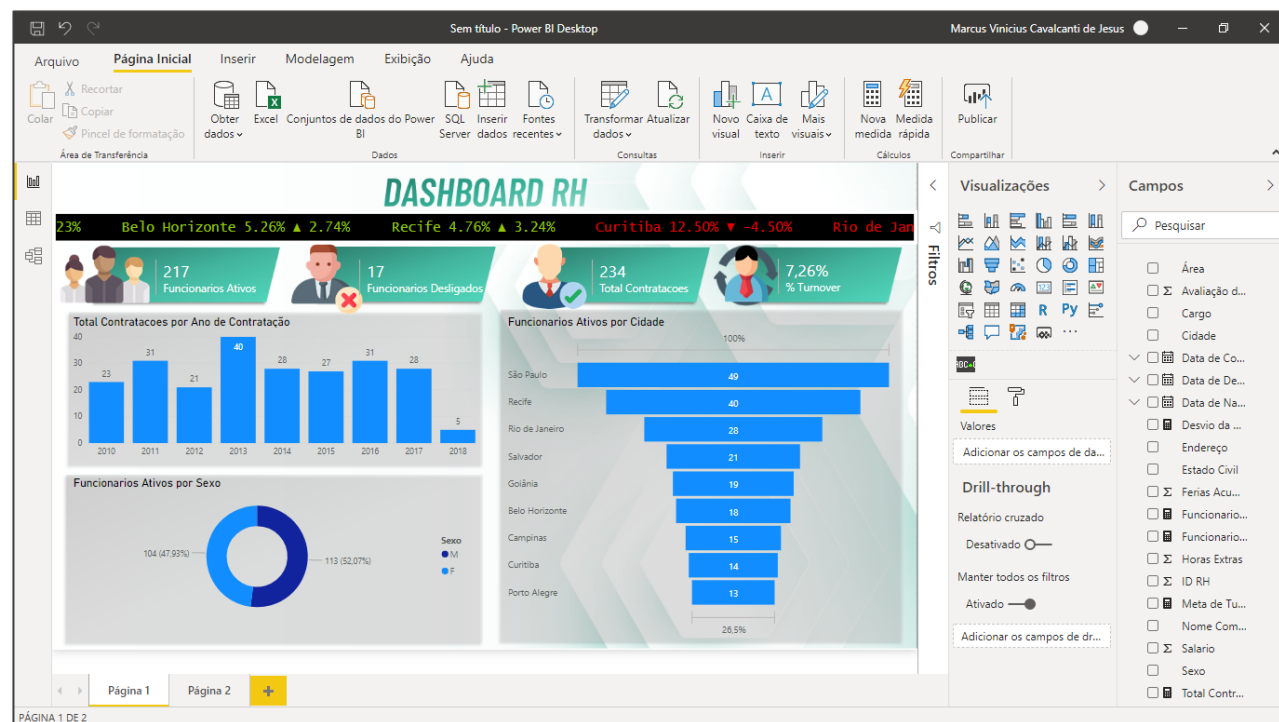 Sem título - Power BI Desktop
Marcus Vinicius Cavalcanti de Jesus
Arquivo Página Inicial Inserir Modelagem Exibição Ajuda
Colar
Recortar
Copiar
Pincel de formatação
Área de Transferência
Obter dados
Excel
Conjuntos de dados do Power BI
SQL Server
Inserir dados
Fontes recentes
Dados
Transformar dados
Atualizar
Consultas
Novo visual
Caixa de texto
Mais visuais
Inserir
Nova medida
Medida rápida
Cálculos
Publicar
Compartilhar
DASHBOARD RH
23% Belo Horizonte 5.26% ▲ 2.74% Recife 4.76% ▲ 3.24% Curitiba 12.50% ▼ -4.50% Rio de Jan
217
Funcionarios Ativos
17
Funcionarios Desligados
234
Total Contratacoes
7,26%
% Turnover
Total Contratacoes por Ano de Contratação
40
30
20
10
0
23
31
21
40
28
27
31
28
5
2010 2011 2012 2013 2014 2015 2016 2017 2018
Funcionarios Ativos por Sexo
104 (47,93%)
113 (52,07%)
Sexo
M
F
Funcionarios Ativos por Cidade
100%
São Paulo 49
Recife 40
Rio de Janeiro 28
Salvador 21
Goiânia 19
Belo Horizonte 18
Campinas 15
Curitiba 14
Porto Alegre 13
26,5%
Filtros
Visualizações
123
R Py
Valores
Adicionar os campos de da...
Drill-through
Relatório cruzado
Desativado
Manter todos os filtros
Ativado
Adicionar os campos de dr...
Campos
Pesquisar
Área
Σ Avaliação d...
Cargo
Cidade
Data de Co...
Data de De...
Data de Na...
Desvio da ...
Endereço
Estado Civil
Σ Ferias Acu...
Funcionario...
Funcionario...
Σ Horas Extras
Σ ID RH
Meta de Tu...
Nome Com...
Σ Salario
Sexo
Total Contr...
Página 1 Página 2
PÁGINA 1 DE 2